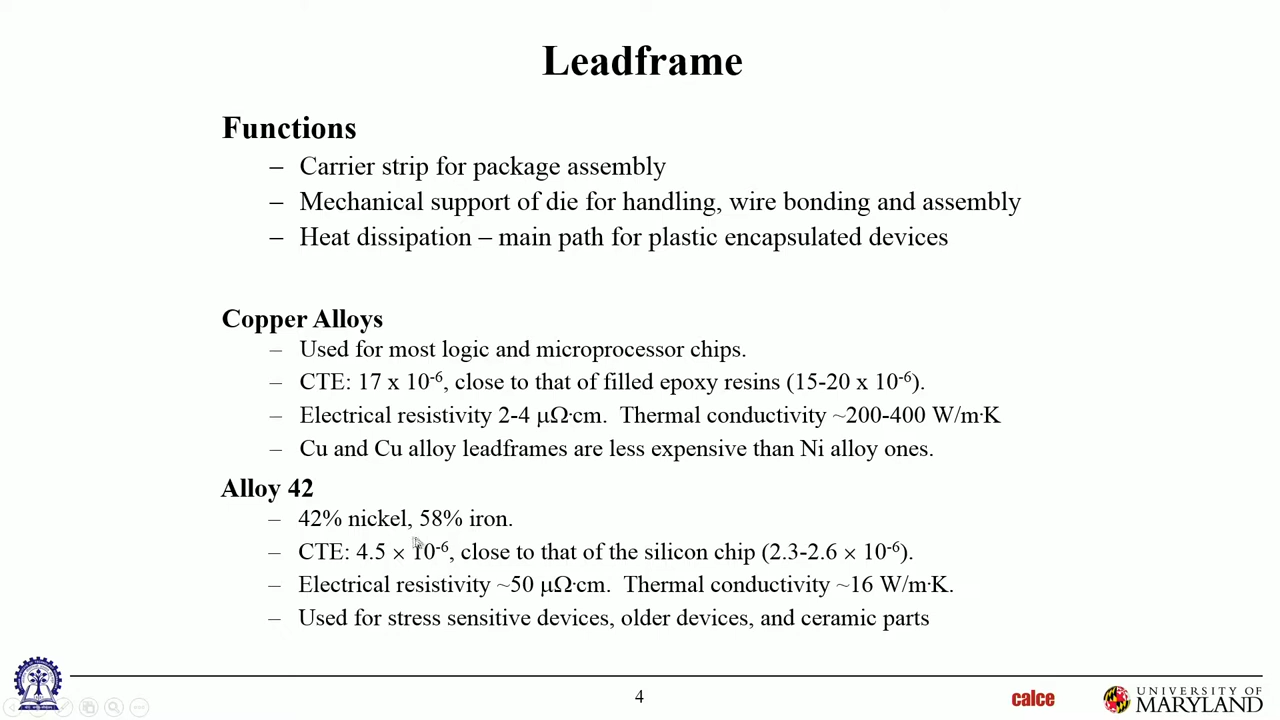 Leadframe
Functions
– Carrier strip for package assembly
– Mechanical support of die for handling, wire bonding and assembly
– Heat dissipation – main path for plastic encapsulated devices
Copper Alloys
– Used for most logic and microprocessor chips.
– CTE: 17 x 10⁻⁶, close to that of filled epoxy resins (15-20 x 10⁻⁶).
– Electrical resistivity 2-4 μΩ·cm. Thermal conductivity ~200-400 W/m·K
– Cu and Cu alloy leadframes are less expensive than Ni alloy ones.
Alloy 42
– 42% nickel, 58% iron.
– CTE: 4.5 × 10⁻⁶, close to that of the silicon chip (2.3-2.6 × 10⁻⁶).
– Electrical resistivity ~50 μΩ·cm. Thermal conductivity ~16 W/m·K.
– Used for stress sensitive devices, older devices, and ceramic parts
4
calce
UNIVERSITY OF
MARYLAND